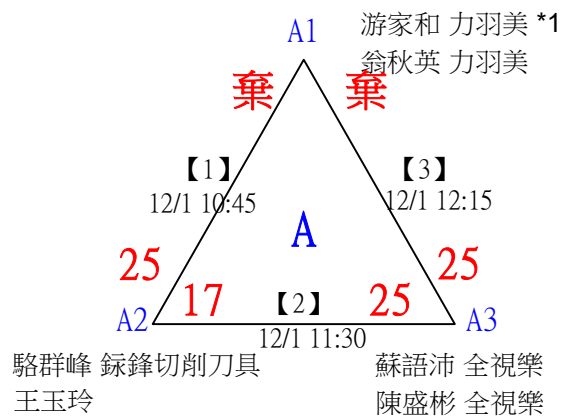 A1
游家和 力羽美 *1
翁秋英 力羽美
棄 棄
【1】 【3】
12/1 10:45 12/1 12:15
A
25 25
17 【2】 25
A2 A3
12/1 11:30
駱群峰 銢鋒切削刀具 蘇語沛 全視樂
王玉玲 陳盛彬 全視樂